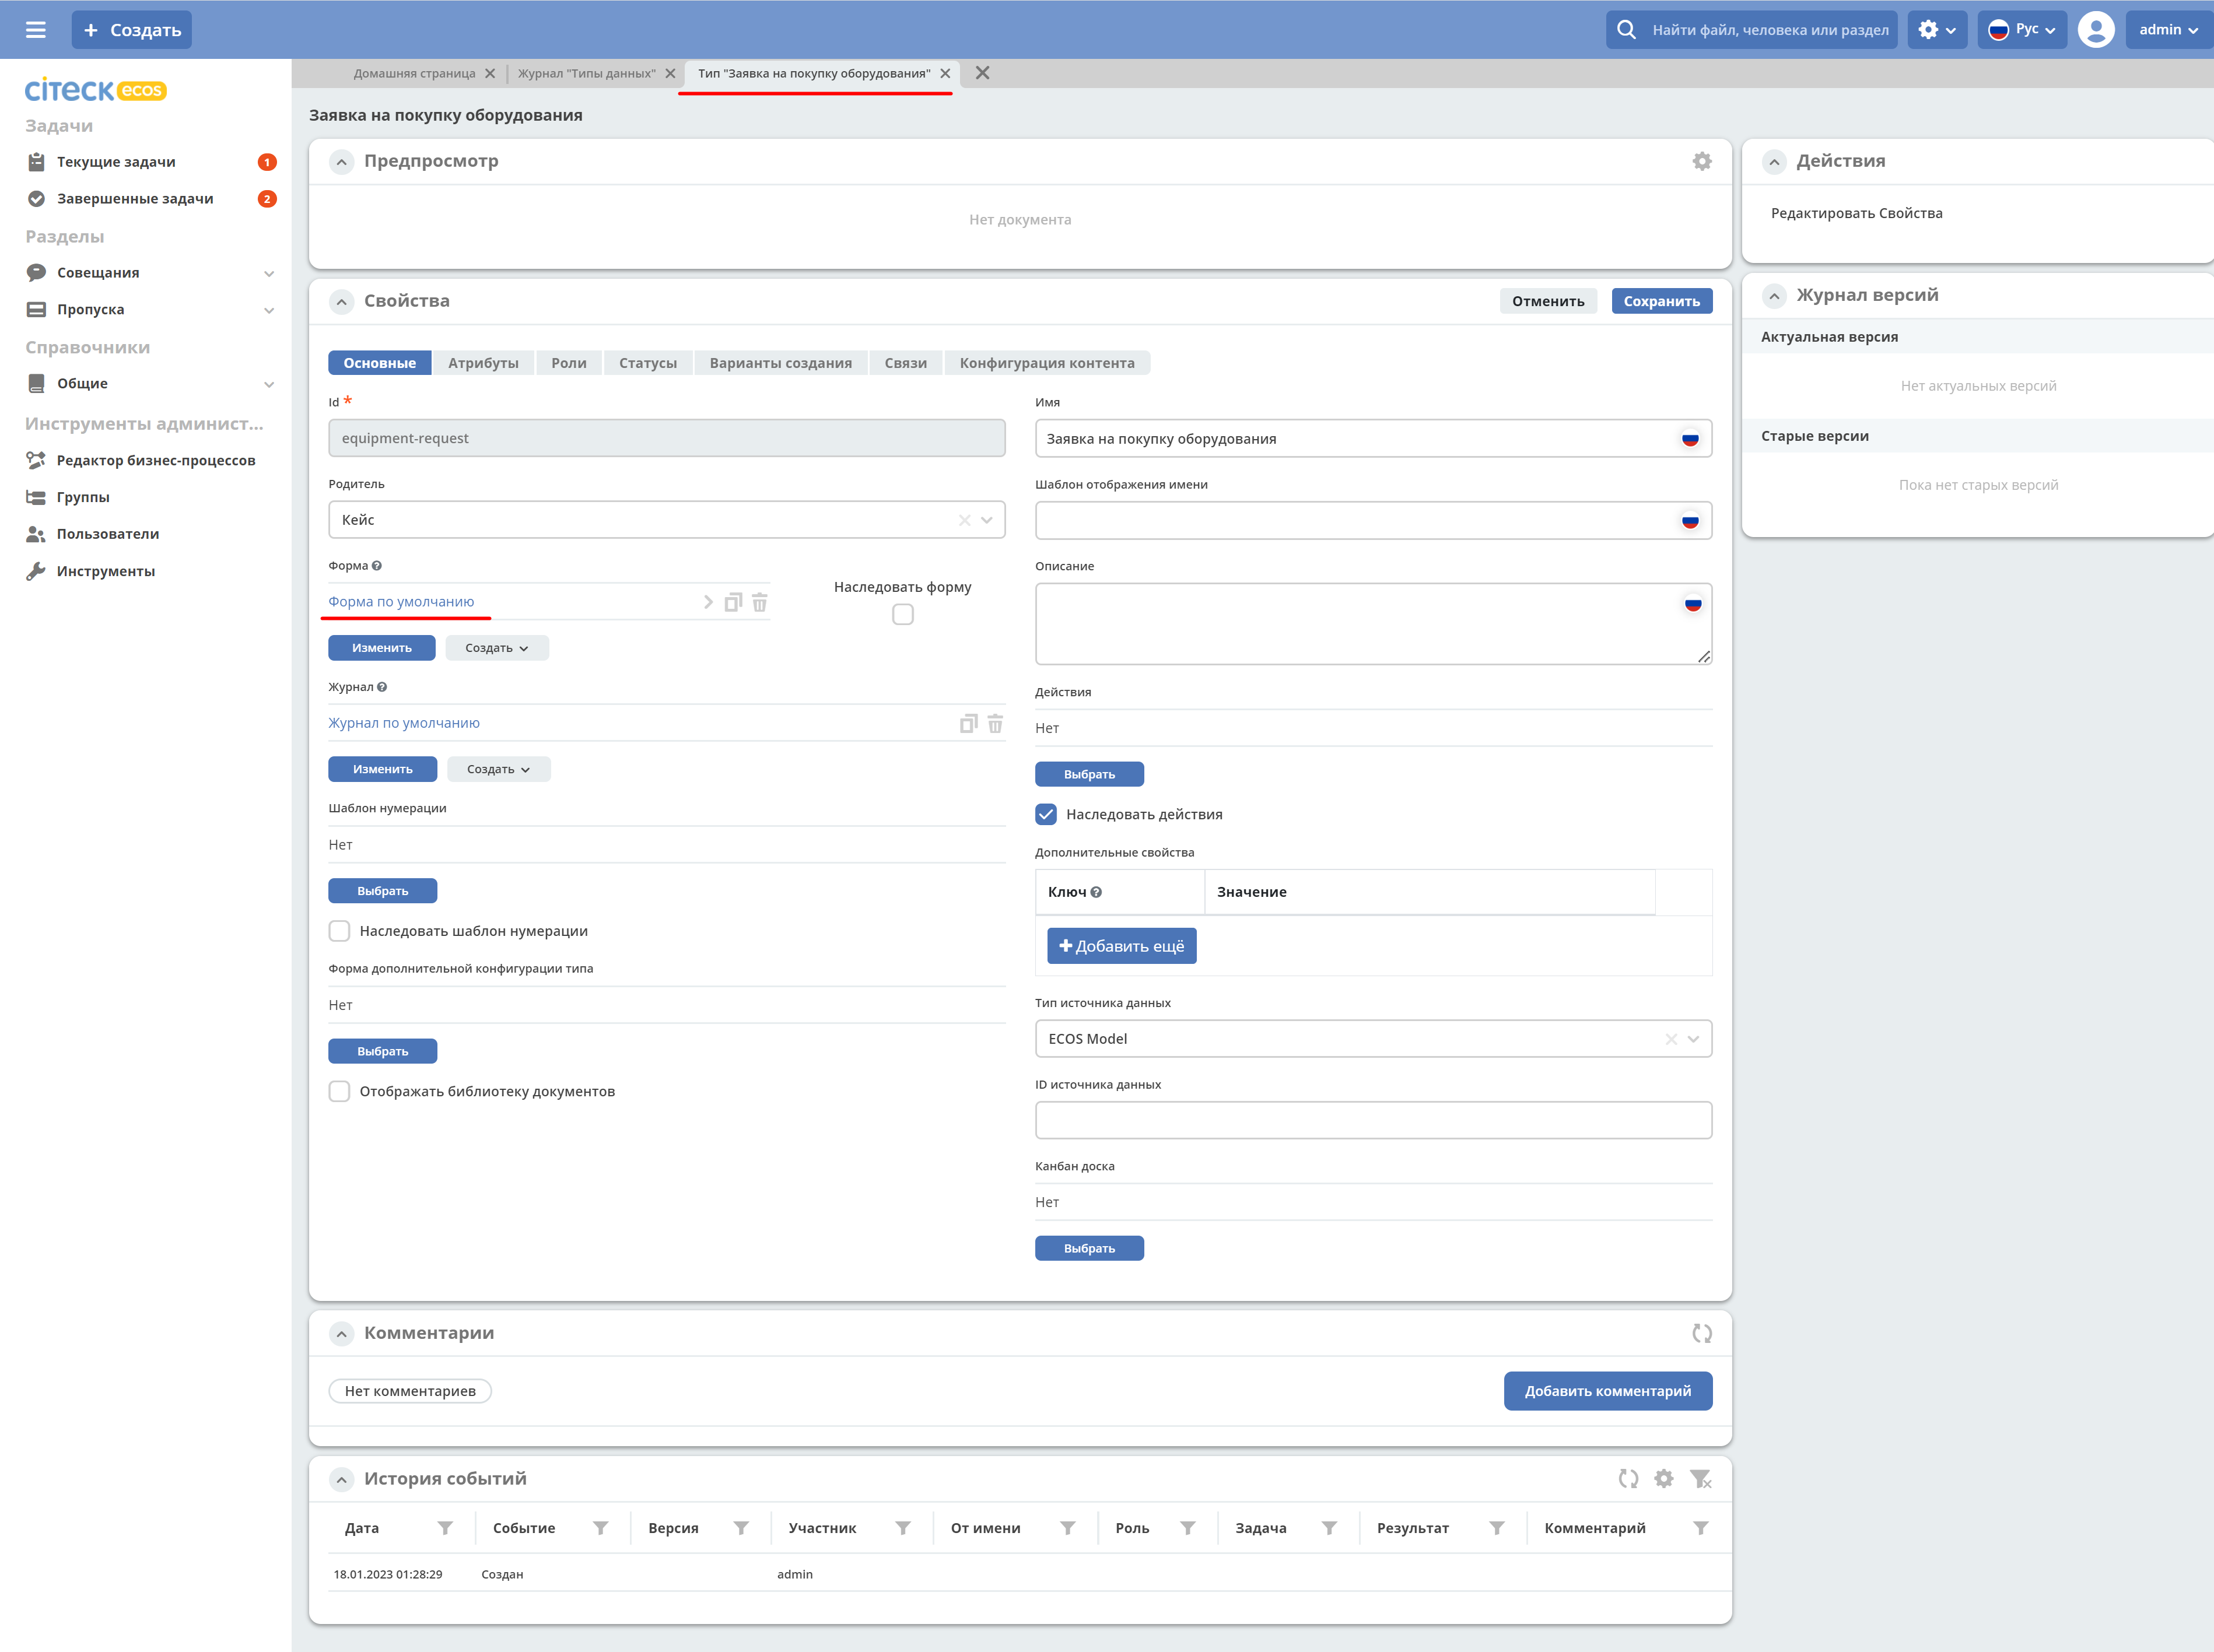 Создать
Найти файл, человека или раздел
Рус
admin
citeck ecos
Задачи
Текущие задачи 1
Завершенные задачи 2
Разделы
Совещания
Пропуска
Справочники
Общие
Инструменты админист...
Редактор бизнес-процессов
Группы
Пользователи
Инструменты
Домашняя страница
Журнал "Типы данных"
Тип "Заявка на покупку оборудования"
Заявка на покупку оборудования
Предпросмотр
Нет документа
Свойства
Отменить
Сохранить
Основные
Атрибуты
Роли
Статусы
Варианты создания
Связи
Конфигурация контента
Id *
equipment-request
Родитель
Кейс
Форма
Форма по умолчанию
Наследовать форму
Изменить
Создать
Журнал
Журнал по умолчанию
Изменить
Создать
Шаблон нумерации
Нет
Выбрать
Наследовать шаблон нумерации
Форма дополнительной конфигурации типа
Нет
Выбрать
Отображать библиотеку документов
Имя
Заявка на покупку оборудования
Шаблон отображения имени
Описание
Действия
Нет
Выбрать
Наследовать действия
Дополнительные свойства
Ключ
Значение
Добавить ещё
Тип источника данных
ECOS Model
ID источника данных
Канбан доска
Нет
Выбрать
Комментарии
Нет комментариев
Добавить комментарий
История событий
Дата Событие Версия Участник От имени Роль Задача Результат Комментарий
18.01.2023 01:28:29 Создан admin
Действия
Редактировать Свойства
Журнал версий
Актуальная версия
Нет актуальных версий
Старые версии
Пока нет старых версий